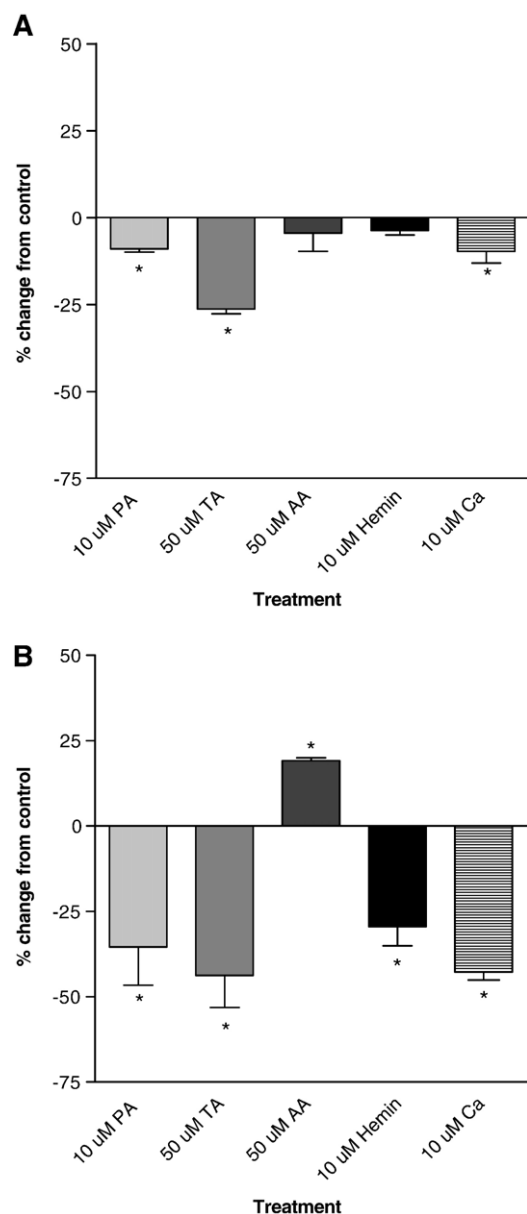 A
50
25
0
-25
-50
-75
% change from control
*
*
*
10 uM PA
50 uM TA
50 uM AA
10 uM Hemin
10 uM Ca
Treatment
B
50
25
0
-25
-50
-75
% change from control
*
*
*
*
*
10 uM PA
50 uM TA
50 uM AA
10 uM Hemin
10 uM Ca
Treatment